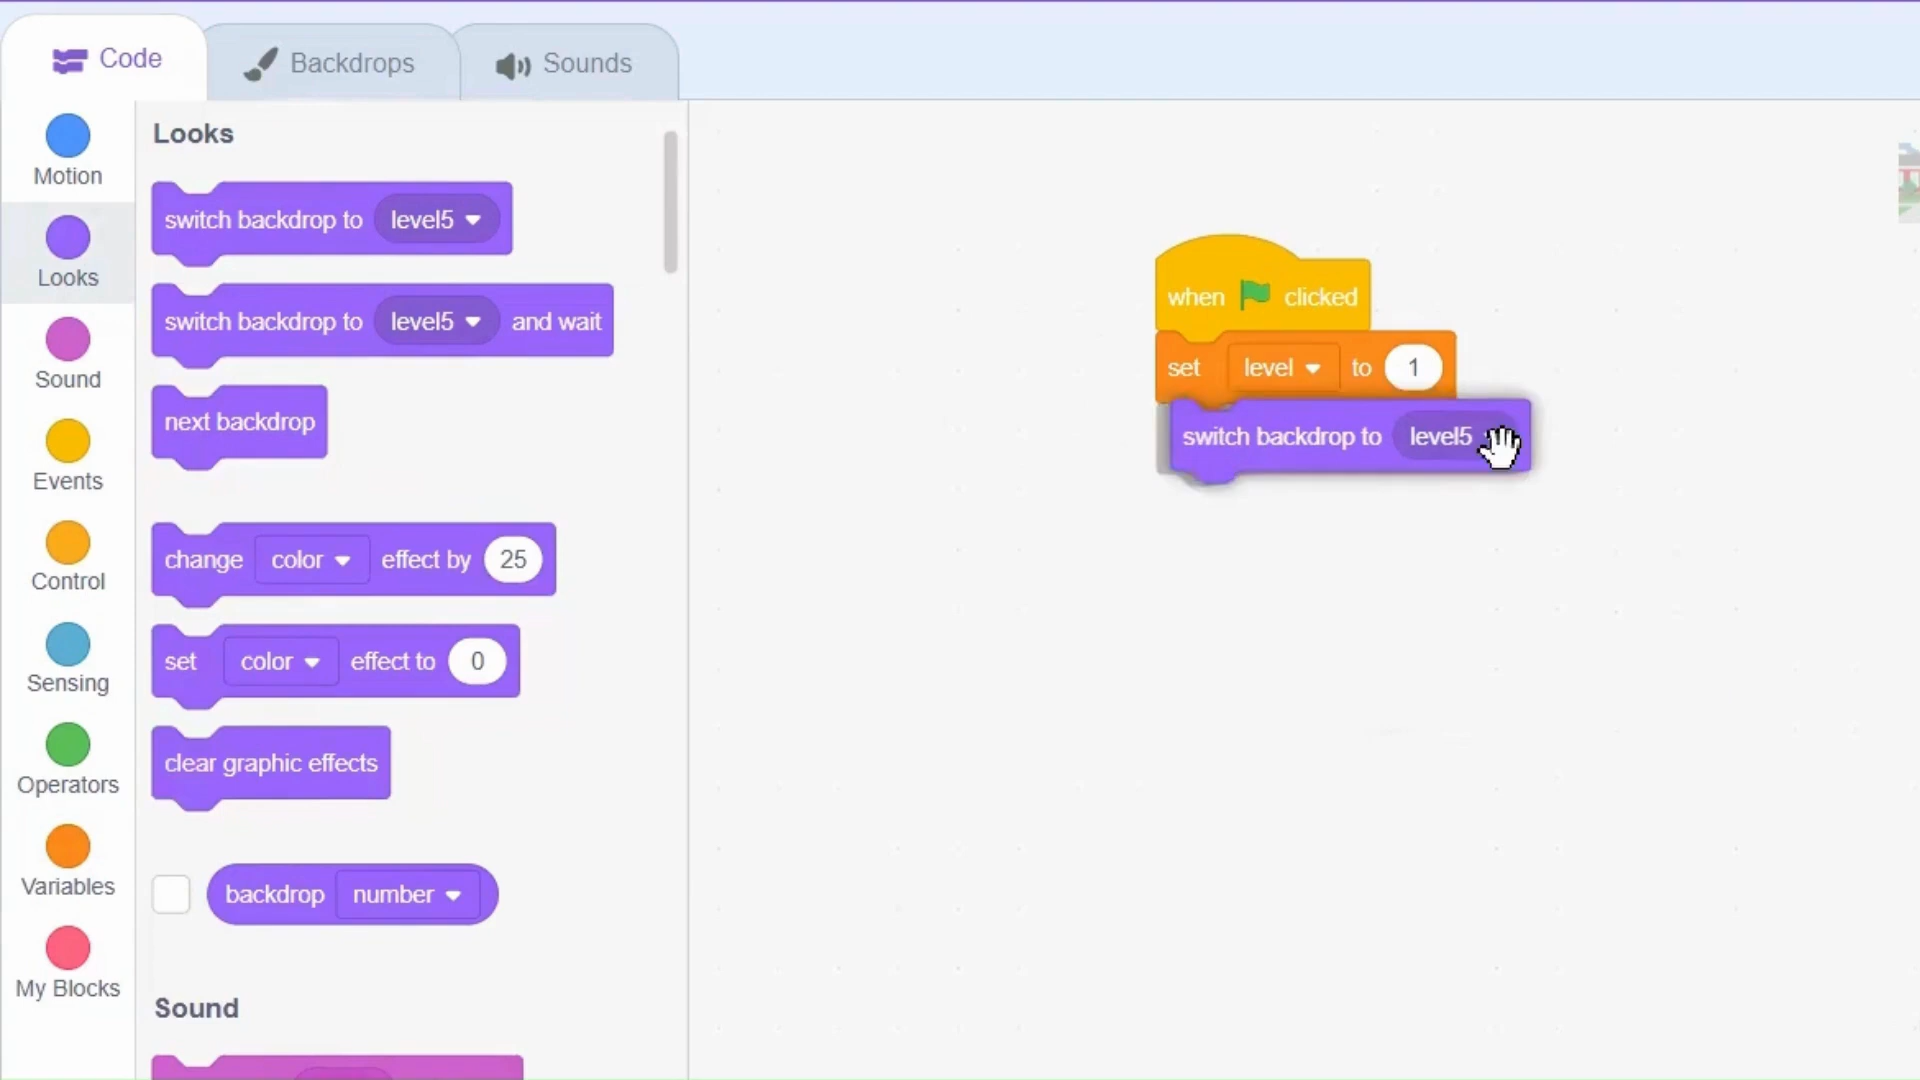 Code
Backdrops
Sounds
Motion
Looks
Sound
Events
Control
Sensing
Operators
Variables
My Blocks
Looks
switch backdrop to level5
switch backdrop to level5 and wait
next backdrop
change color effect by 25
set color effect to 0
clear graphic effects
backdrop number
Sound
when clicked
set level to 1
switch backdrop to level5